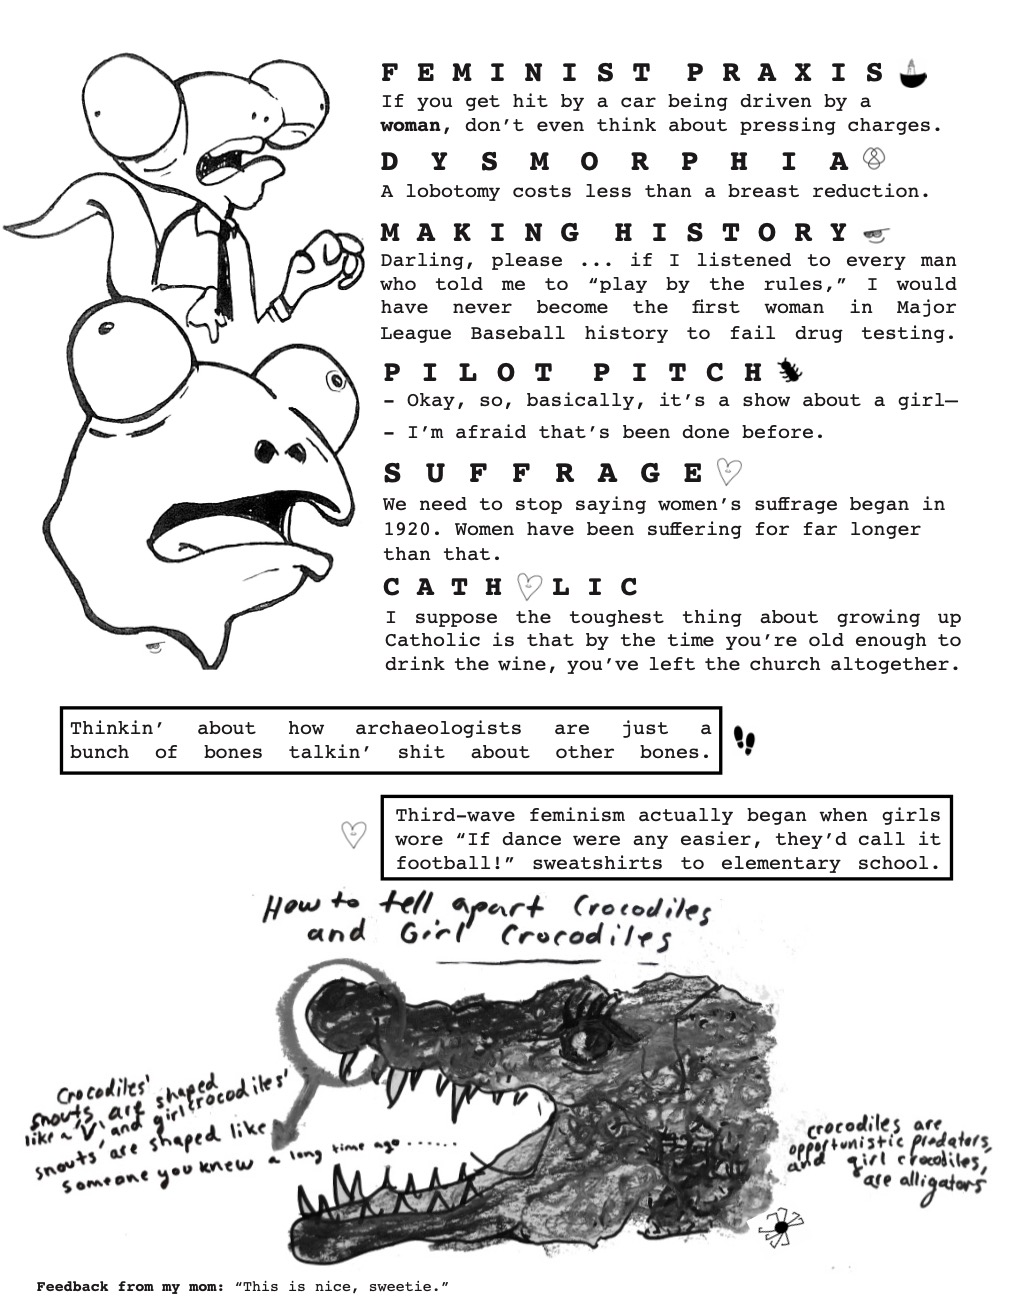 FEMINIST PRAXIS
If you get hit by a car being driven by a
woman, don't even think about pressing charges.
DYSMORPHIA
A lobotomy costs less than a breast reduction.
MAKING HISTORY
Darling, please ... if I listened to every man
who told me to “play by the rules,” I would
have never become the first woman in Major
League Baseball history to fail drug testing.
PILOT PITCH
- Okay, so, basically, it's a show about a girl—
- I'm afraid that's been done before.
SUFFRAGE
We need to stop saying women's suffrage began in
1920. Women have been suffering for far longer
than that.
CATH LIC
I suppose the toughest thing about growing up
Catholic is that by the time you're old enough to
drink the wine, you've left the church altogether.
Thinkin' about how archaeologists are just a
bunch of bones talkin' shit about other bones.
Third-wave feminism actually began when girls
wore “If dance were any easier, they'd call it
football!” sweatshirts to elementary school.
How to tell apart Crocodiles
and Girl Crocodiles
Crocodiles'
snouts are shaped
like a 'V', and girl crocodiles'
snouts are shaped like
someone you knew a long time ago......
crocodiles are
opportunistic predators,
and girl crocodiles,
are alligators
Feedback from my mom: “This is nice, sweetie.”